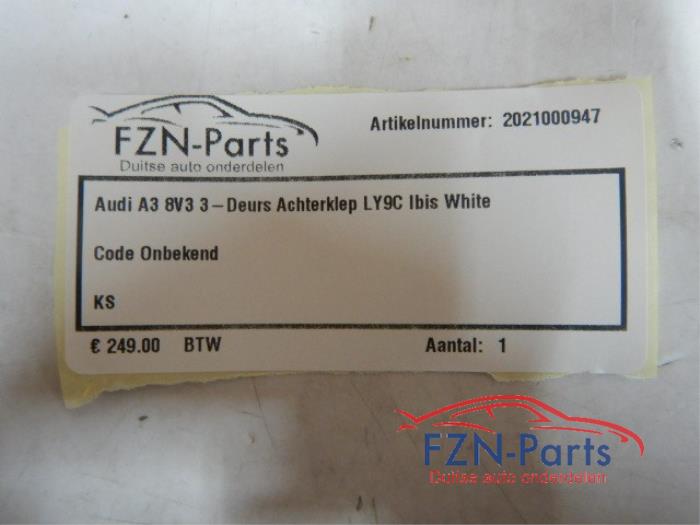 FZN-Parts
Duitse auto onderdelen
Artikelnummer: 2021000947
Audi A3 8V3 3-Deurs Achterklep LY9C Ibis White
Code Onbekend
KS
€ 249.00 BTW Aantal: 1
FZN-Parts
Duitse auto onderdelen